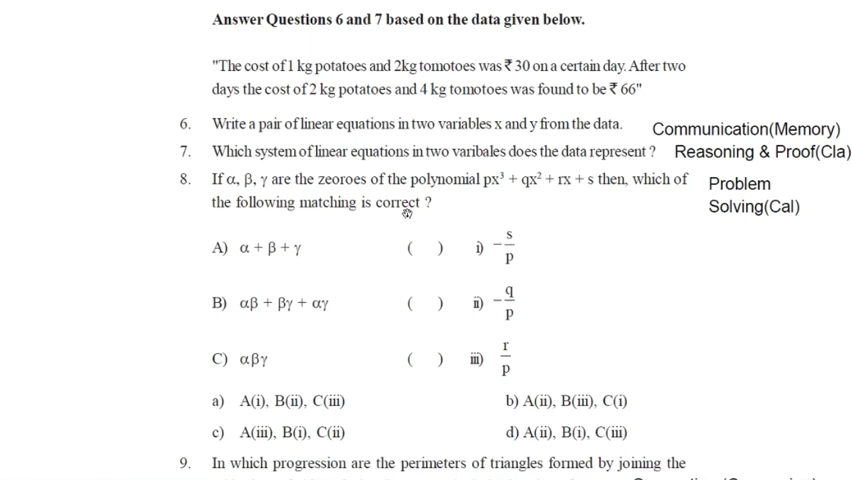 Answer Questions 6 and 7 based on the data given below.
"The cost of 1 kg potatoes and 2kg tomotoes was ₹ 30 on a certain day. After two
days the cost of 2 kg potatoes and 4 kg tomotoes was found to be ₹ 66"
6. Write a pair of linear equations in two variables x and y from the data. Communication(Memory)
7. Which system of linear equations in two varibales does the data represent ? Reasoning & Proof(Cla)
8. If α, β, γ are the zeoroes of the polynomial px³ + qx² + rx + s then, which of Problem
the following matching is correct ? Solving(Cal)
A) α + β + γ ( ) i) −s/p
B) αβ + βγ + αγ ( ) ii) −q/p
C) αβγ ( ) iii) r/p
a) A(i), B(ii), C(iii) b) A(ii), B(iii), C(i)
c) A(iii), B(i), C(ii) d) A(ii), B(i), C(iii)
9. In which progression are the perimeters of triangles formed by joining the